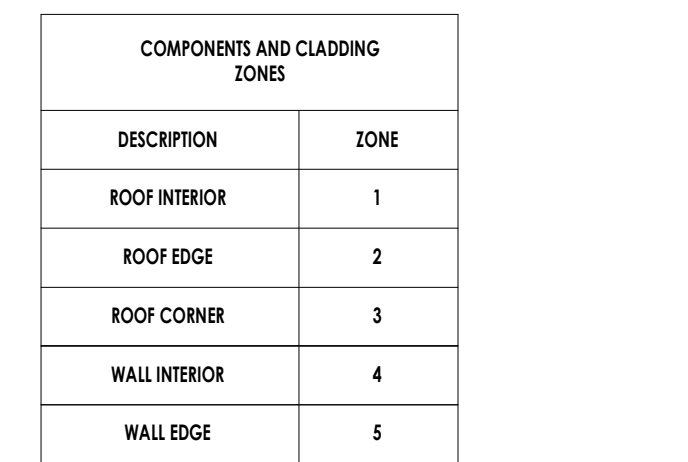 COMPONENTS AND CLADDING
ZONES
DESCRIPTION ZONE
ROOF INTERIOR 1
ROOF EDGE 2
ROOF CORNER 3
WALL INTERIOR 4
WALL EDGE 5